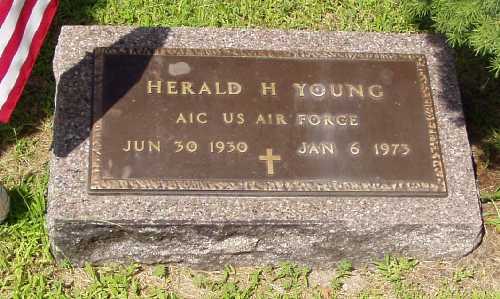 HERALD H YOUNG
A1C US AIR FORCE
JUN 30 1930 JAN 6 1973